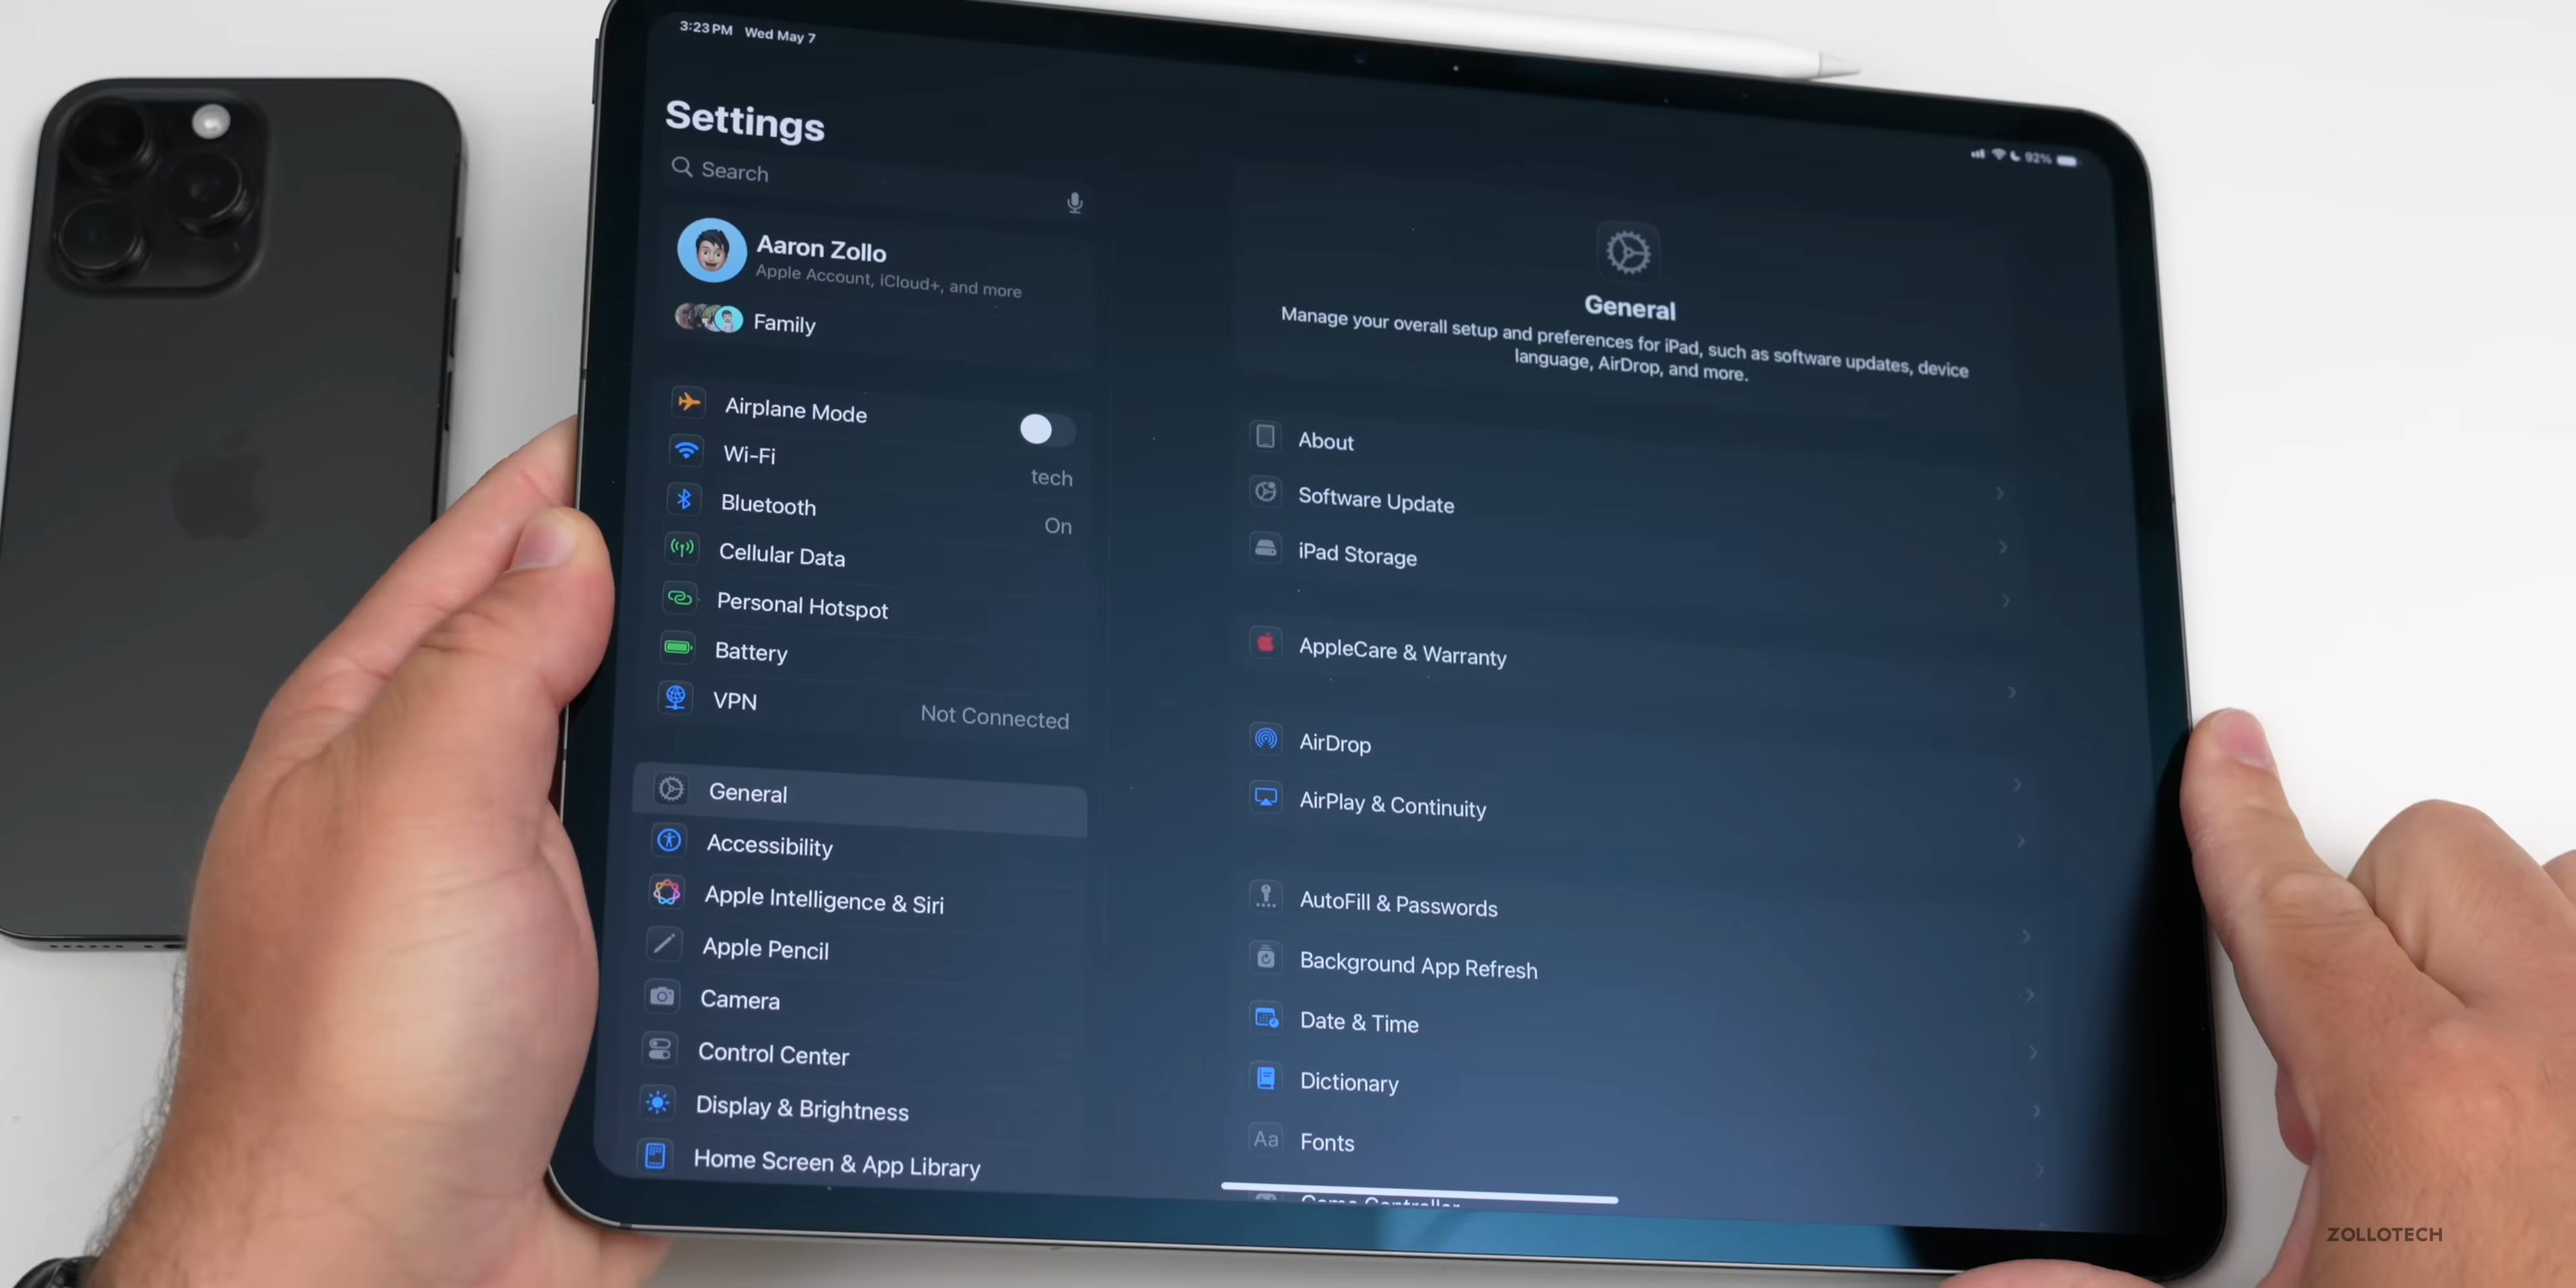 3:23 PM Wed May 7
92%
Settings
Search
Aaron Zollo
Apple Account, iCloud+, and more
Family
Airplane Mode
Wi-Fi tech
Bluetooth On
Cellular Data
Personal Hotspot
Battery
VPN Not Connected
General
Accessibility
Apple Intelligence & Siri
Apple Pencil
Camera
Control Center
Display & Brightness
Home Screen & App Library
General
Manage your overall setup and preferences for iPad, such as software updates, device
language, AirDrop, and more.
About
Software Update
iPad Storage
AppleCare & Warranty
AirDrop
AirPlay & Continuity
AutoFill & Passwords
Background App Refresh
Date & Time
Dictionary
Aa Fonts
Game Controller
ZOLLOTECH